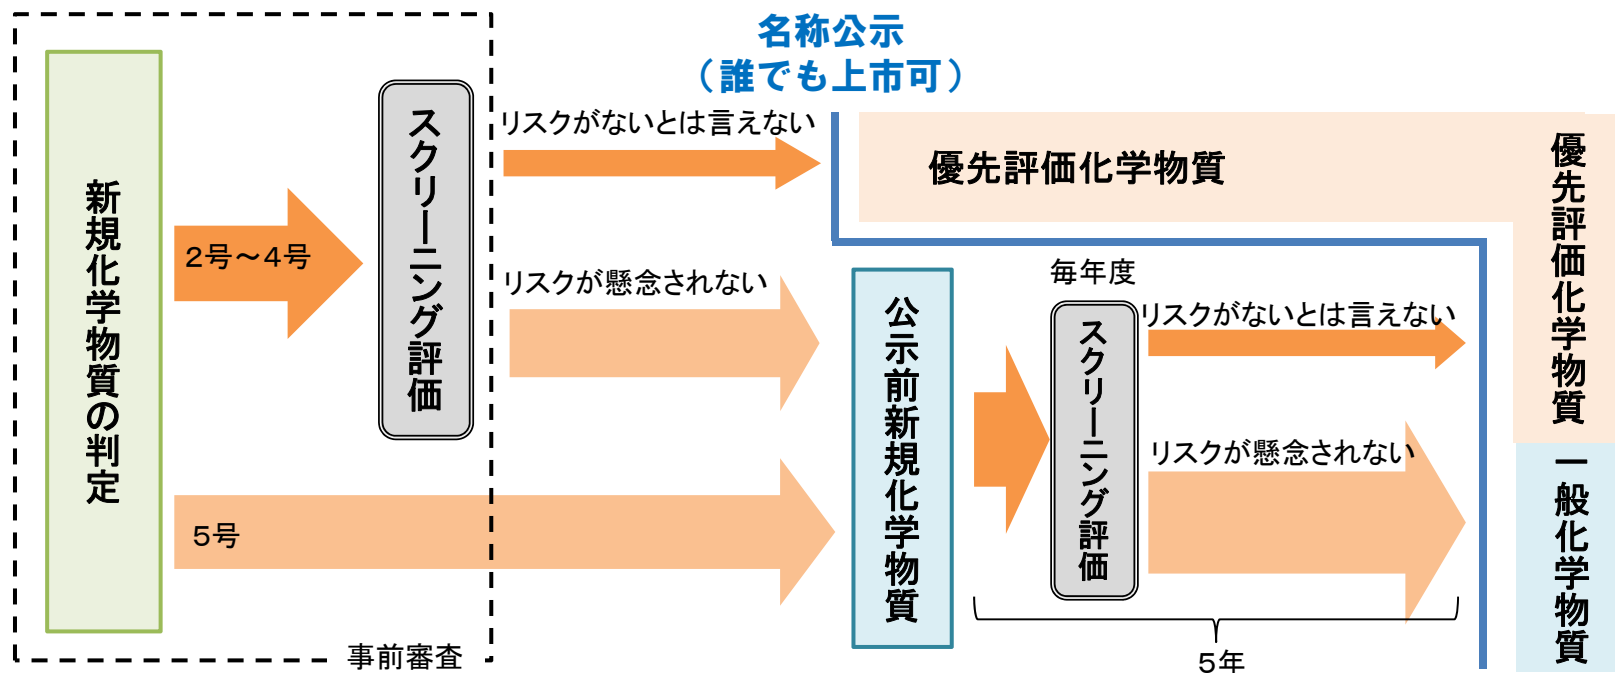 名称公示
（誰でも上市可）
新規化学物質の判定
2号～4号
スクリーニング評価
リスクがないとは言えない
優先評価化学物質
優先評価化学物質
リスクが懸念されない
公示前新規化学物質
毎年度
スクリーニング評価
リスクがないとは言えない
リスクが懸念されない
5号
一般化学物質
事前審査
5年